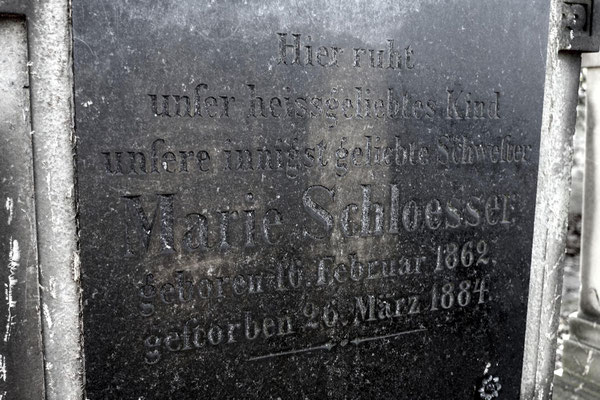 Hier ruht
unſer heissgeliebtes Kind
unſere innigst geliebte Schweſter
Marie Schloesser
geboren 16. Februar 1862.
geſtorben 26. März 1884.